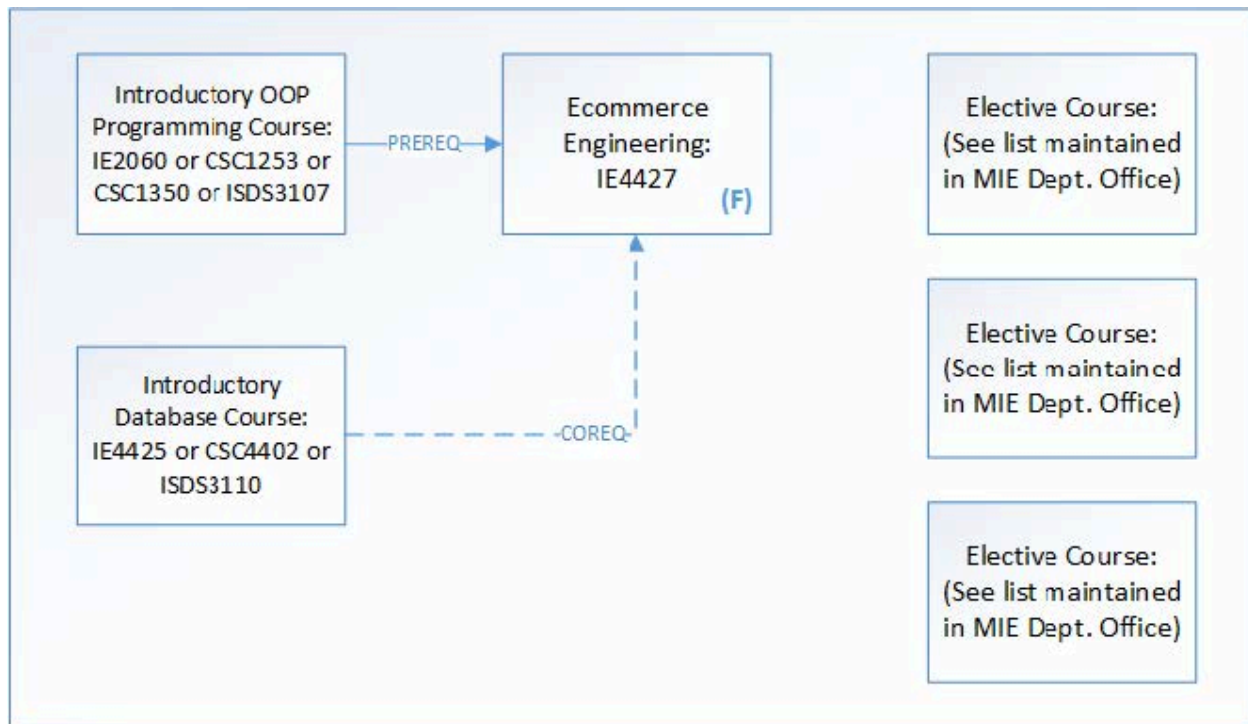 Introductory OOP
Programming Course:
IE2060 or CSC1253 or
CSC1350 or ISDS3107
PREREQ
Ecommerce
Engineering:
IE4427
(F)
Elective Course:
(See list maintained
in MIE Dept. Office)
Introductory
Database Course:
IE4425 or CSC4402 or
ISDS3110
COREQ
Elective Course:
(See list maintained
in MIE Dept. Office)
Elective Course:
(See list maintained
in MIE Dept. Office)